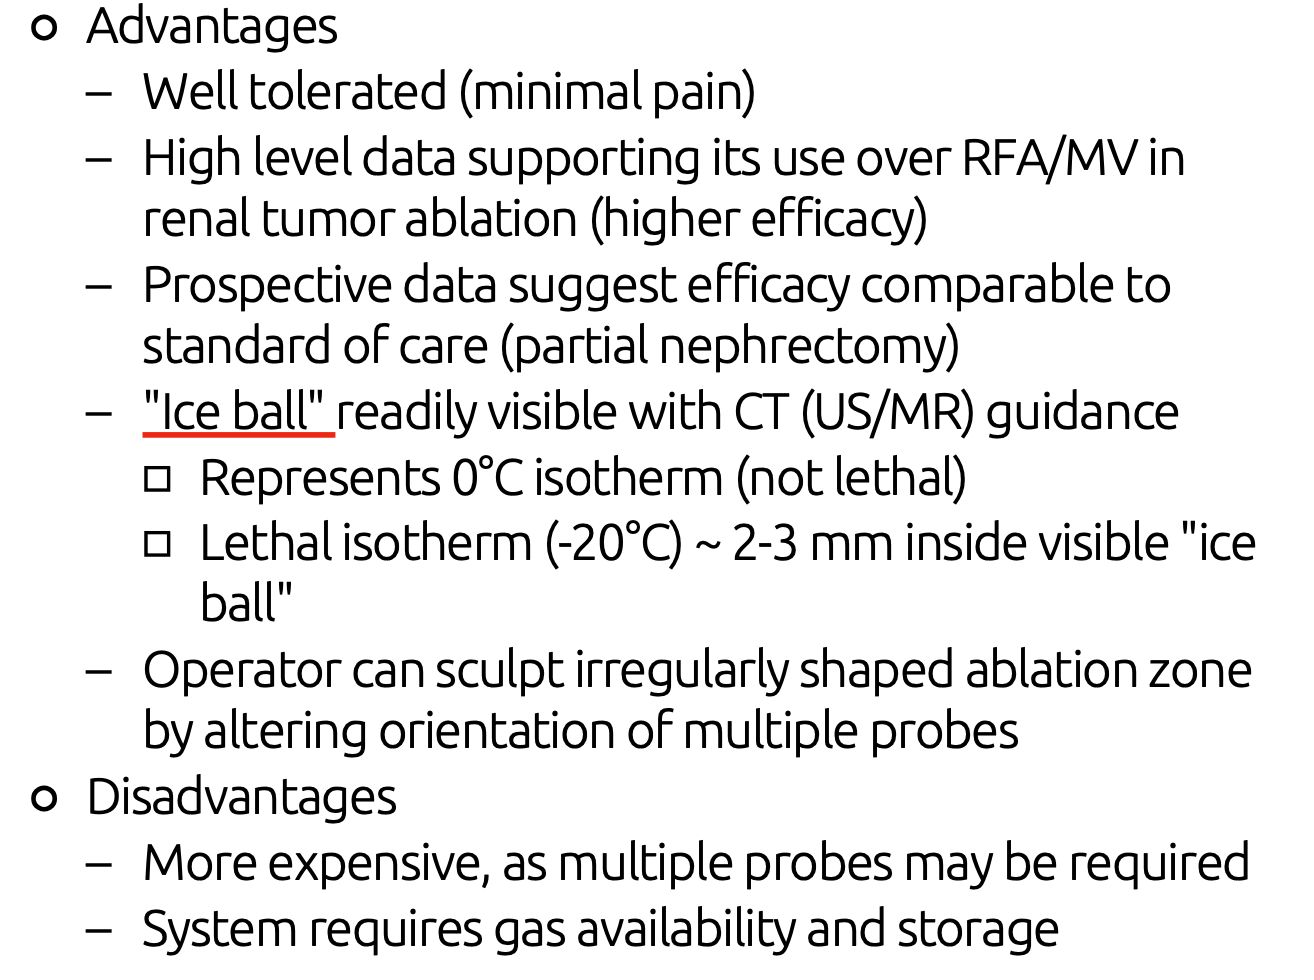 Advantages
– Well tolerated (minimal pain)
– High level data supporting its use over RFA/MV in
renal tumor ablation (higher efficacy)
– Prospective data suggest efficacy comparable to
standard of care (partial nephrectomy)
– "Ice ball" readily visible with CT (US/MR) guidance
Represents 0°C isotherm (not lethal)
Lethal isotherm (-20°C) ~ 2-3 mm inside visible "ice
ball"
– Operator can sculpt irregularly shaped ablation zone
by altering orientation of multiple probes
Disadvantages
– More expensive, as multiple probes may be required
– System requires gas availability and storage